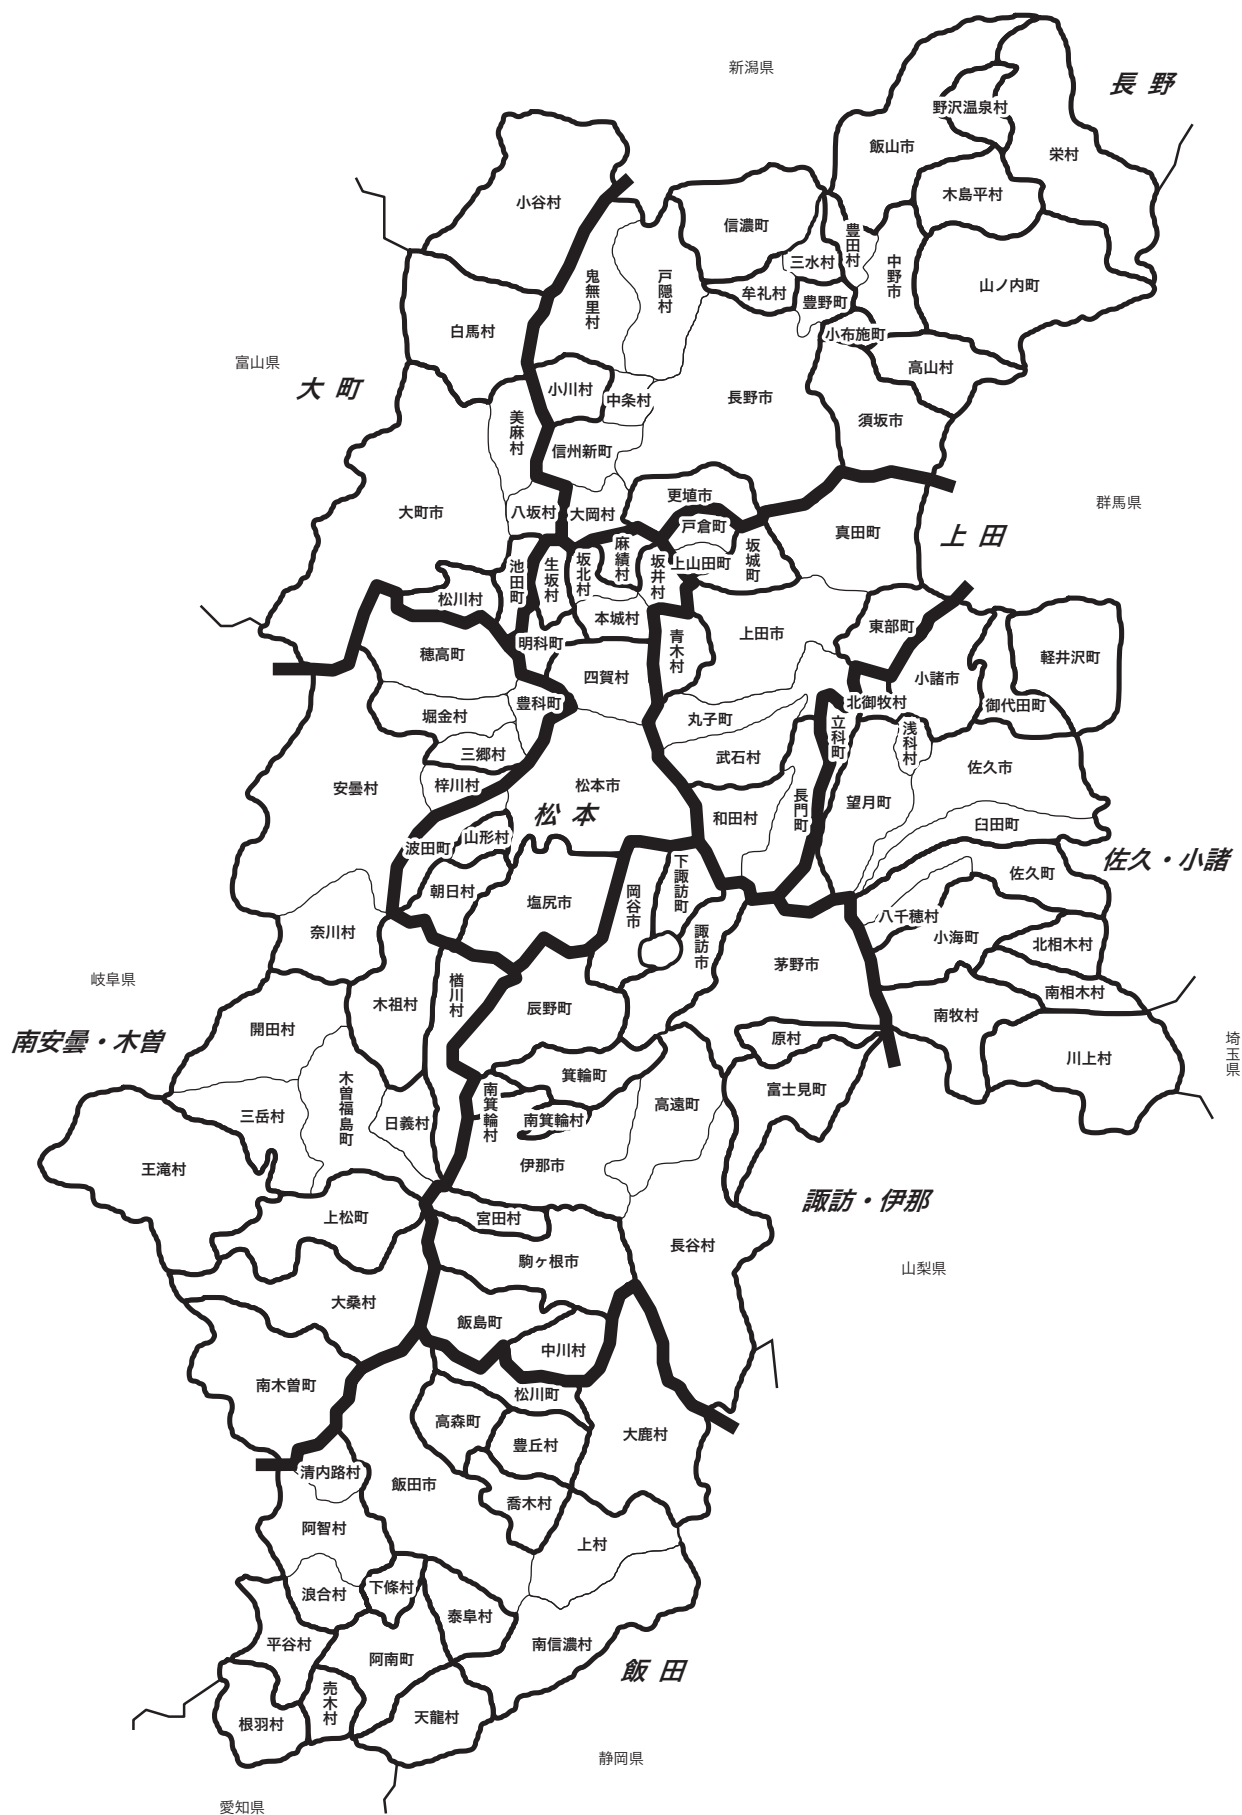 新潟県
長野
野沢温泉村
飯山市
栄村
木島平村
小谷村
信濃町
豊田村
三水村
中野市
鬼無里村
戸隠村
山ノ内町
牟礼村
豊野町
白馬村
小布施町
富山県
高山村
大町
小川村
中条村
長野市
須坂市
美麻村
信州新町
更埴市
群馬県
大町市
八坂村
大岡村
戸倉町
真田町
上田
麻績村
坂城町
上山田町
池田町
生坂村
坂北村
坂井村
松川村
本城村
東部町
上田市
明科町
青木村
穂高町
軽井沢町
四賀村
小諸市
豊科町
北御牧村
御代田町
堀金村
丸子町
立科町
浅科村
三郷村
武石村
佐久市
安曇村
梓川村
松本市
望月町
長門町
松本
和田村
臼田町
山形村
波田町
佐久・小諸
佐久町
下諏訪町
朝日村
塩尻市
岡谷市
八千穂村
奈川村
小海町
諏訪市
北相木村
茅野市
岐阜県
楢川村
南相木村
木祖村
辰野町
南牧村
開田村
南安曇・木曽
原村
埼玉県
川上村
箕輪町
富士見町
木曽福島町
南箕輪村
高遠町
三岳村
日義村
南箕輪村
伊那市
王滝村
諏訪・伊那
上松町
宮田村
長谷村
駒ヶ根市
山梨県
大桑村
飯島町
中川村
南木曽町
松川町
高森町
大鹿村
豊丘村
清内路村
飯田市
喬木村
阿智村
上村
下條村
浪合村
泰阜村
平谷村
南信濃村
阿南町
飯田
売木村
根羽村
天龍村
静岡県
愛知県